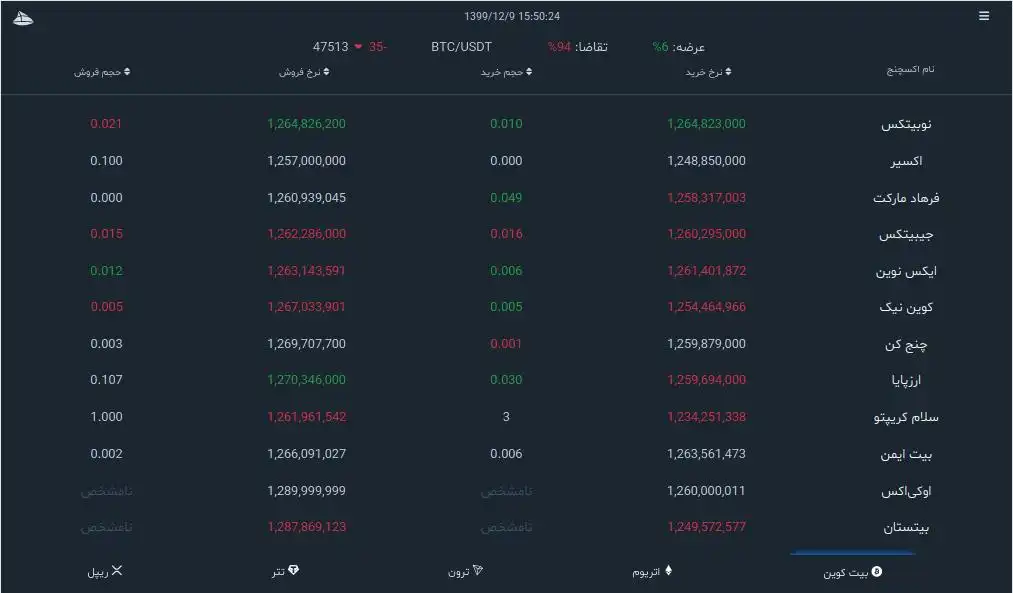 1399/12/9 15:50:24
عرضه: %6 تقاضا: %94 BTC/USDT 47513 35-
نام اکسچنج نرخ خرید حجم خرید نرخ فروش حجم فروش
نوبیتکس 1,264,823,000 0.010 1,264,826,200 0.021
اکسیر 1,248,850,000 0.000 1,257,000,000 0.100
فرهاد مارکت 1,258,317,003 0.049 1,260,939,045 0.000
جیبیتکس 1,260,295,000 0.016 1,262,286,000 0.015
ایکس نوین 1,261,401,872 0.006 1,263,143,591 0.012
کوین نیک 1,254,464,966 0.005 1,267,033,901 0.005
چنج کن 1,259,879,000 0.001 1,269,707,700 0.003
ارزپایا 1,259,694,000 0.030 1,270,346,000 0.107
سلام کریپتو 1,234,251,338 3 1,261,961,542 1.000
بیت ایمن 1,263,561,473 0.006 1,266,091,027 0.002
اوکی‌اکس 1,260,000,011 نامشخص 1,289,999,999 نامشخص
بیتستان 1,249,572,577 نامشخص 1,287,869,123 نامشخص
بیت کوین اتریوم ترون تتر ریپل